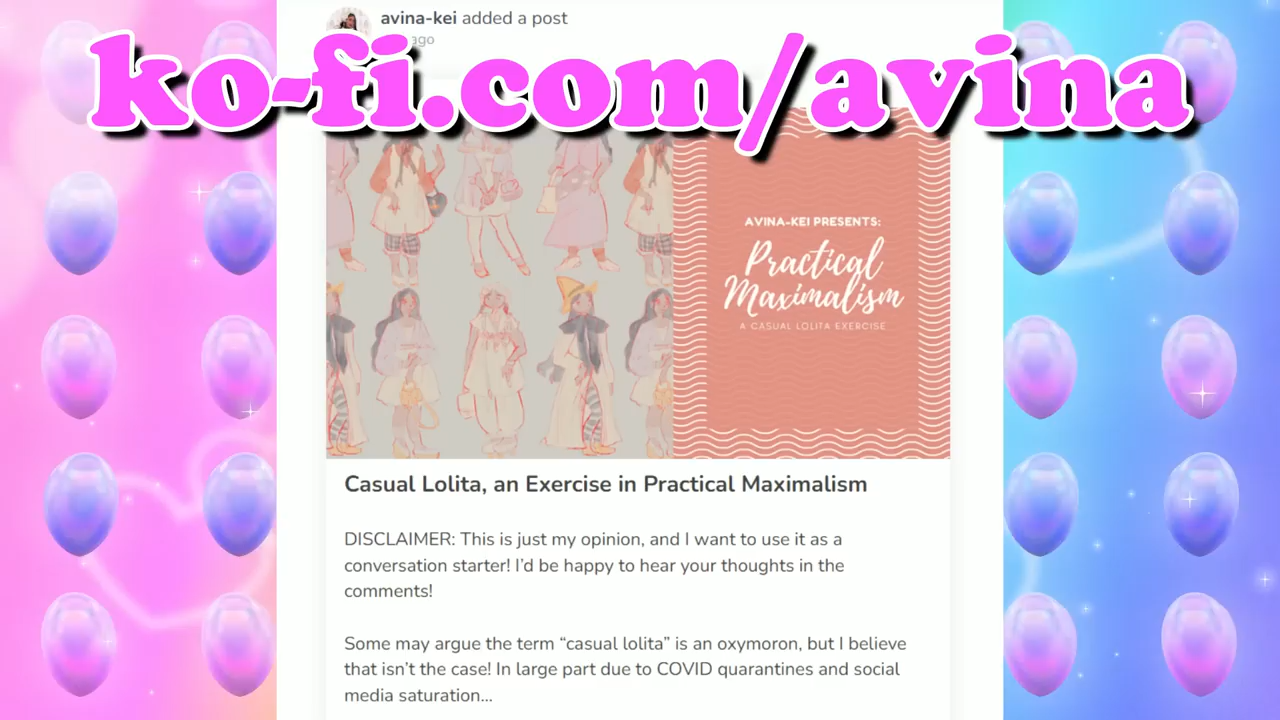 avina-kei added a post
ago
ko-fi.com/avina
AVINA-KEI PRESENTS:
Practical
Maximalism
A CASUAL LOLITA EXERCISE
Casual Lolita, an Exercise in Practical Maximalism
DISCLAIMER: This is just my opinion, and I want to use it as a
conversation starter! I’d be happy to hear your thoughts in the
comments!
Some may argue the term “casual lolita” is an oxymoron, but I believe
that isn’t the case! In large part due to COVID quarantines and social
media saturation...